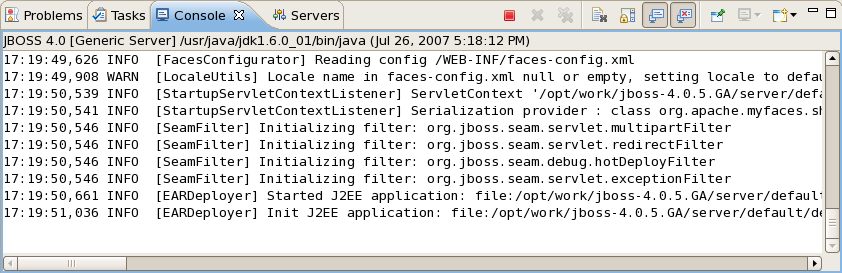 Problems Tasks Console Servers
JBOSS 4.0 [Generic Server] /usr/java/jdk1.6.0_01/bin/java (Jul 26, 2007 5:18:12 PM)
17:19:49,626 INFO  [FacesConfigurator] Reading config /WEB-INF/faces-config.xml
17:19:49,908 WARN  [LocaleUtils] Locale name in faces-config.xml null or empty, setting locale to defau
17:19:50,539 INFO  [StartupServletContextListener] ServletContext '/opt/work/jboss-4.0.5.GA/server/defa
17:19:50,541 INFO  [StartupServletContextListener] Serialization provider : class org.apache.myfaces.sh
17:19:50,546 INFO  [SeamFilter] Initializing filter: org.jboss.seam.servlet.multipartFilter
17:19:50,546 INFO  [SeamFilter] Initializing filter: org.jboss.seam.servlet.redirectFilter
17:19:50,546 INFO  [SeamFilter] Initializing filter: org.jboss.seam.debug.hotDeployFilter
17:19:50,546 INFO  [SeamFilter] Initializing filter: org.jboss.seam.servlet.exceptionFilter
17:19:50,661 INFO  [EARDeployer] Started J2EE application: file:/opt/work/jboss-4.0.5.GA/server/default
17:19:51,036 INFO  [EARDeployer] Init J2EE application: file:/opt/work/jboss-4.0.5.GA/server/default/de